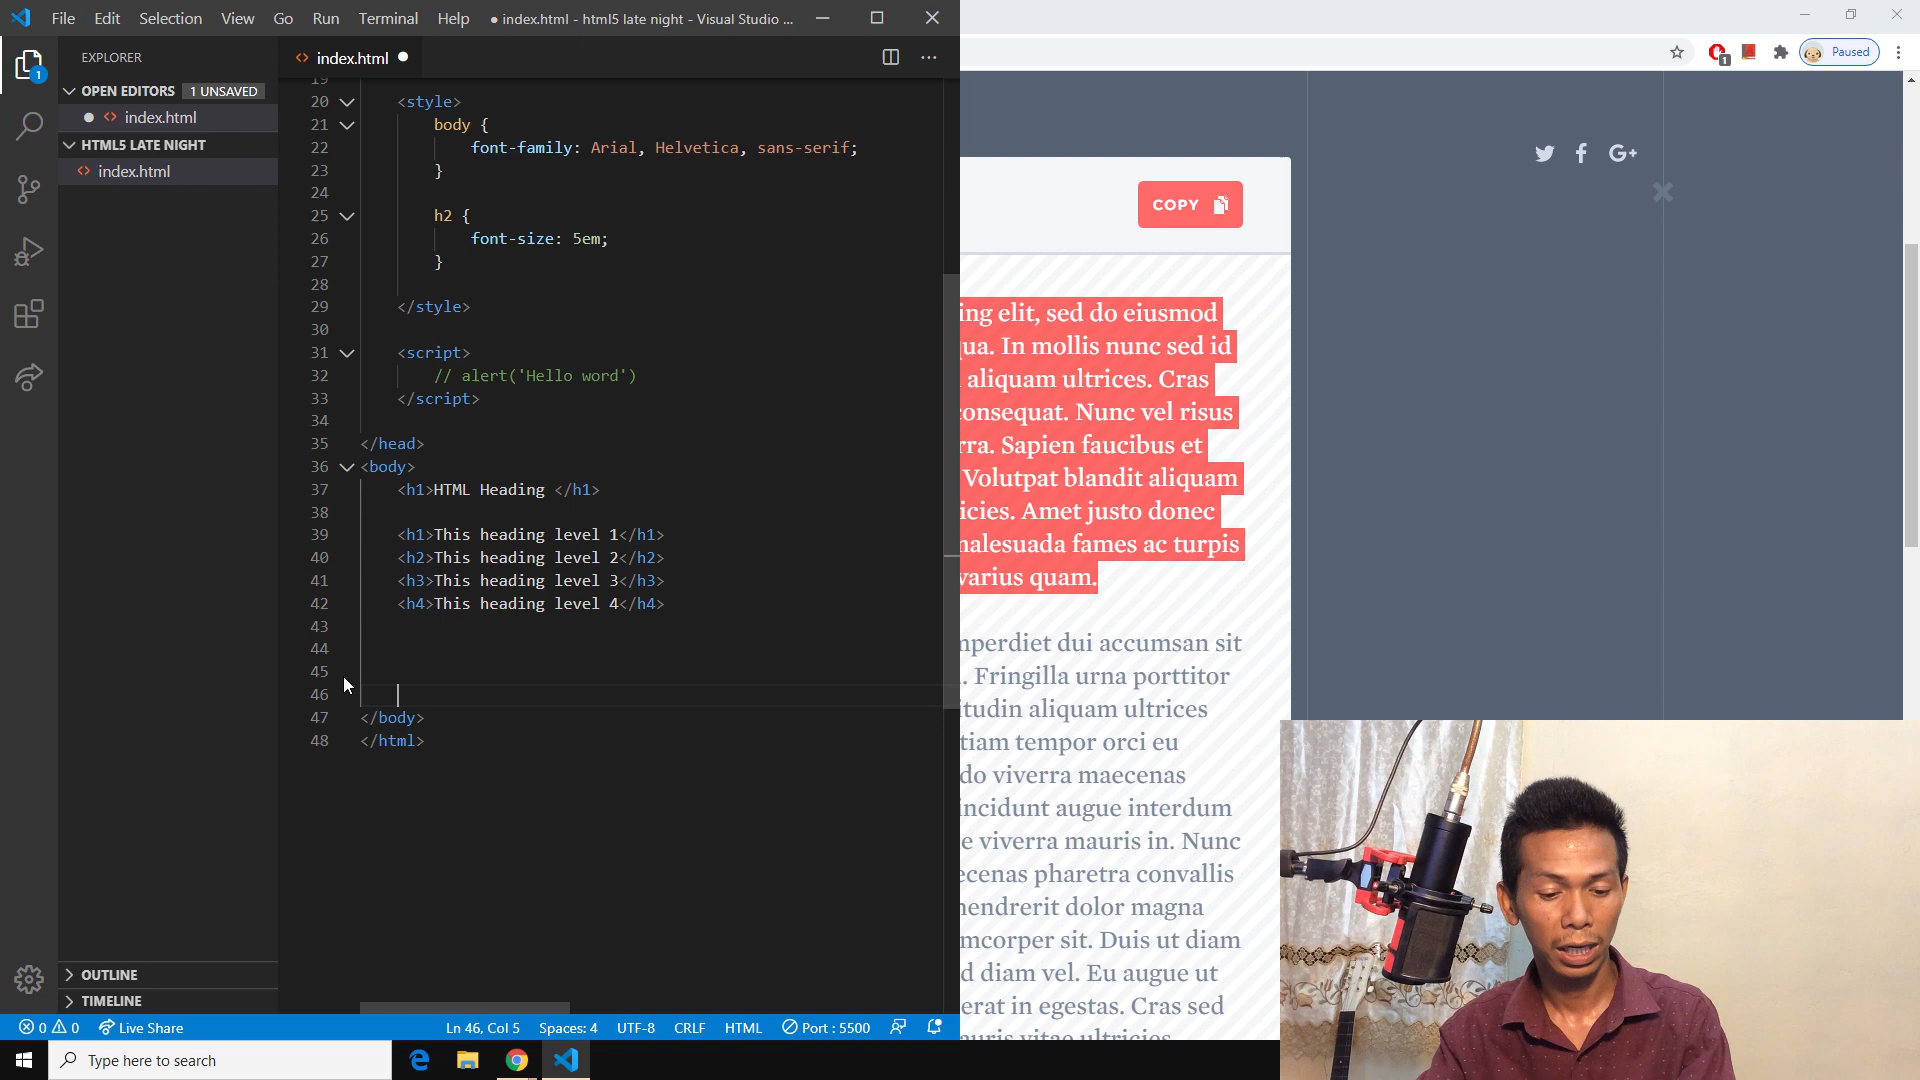 File Edit Selection View Go Run Terminal Help
● index.html - html5 late night - Visual Studio ...
EXPLORER
OPEN EDITORS 1 UNSAVED
● <> index.html
HTML5 LATE NIGHT
<> index.html
OUTLINE
TIMELINE
1
<> index.html ●
19
20 <style>
21 body {
22 font-family: Arial, Helvetica, sans-serif;
23 }
24
25 h2 {
26 font-size: 5em;
27 }
28
29 </style>
30
31 <script>
32 // alert('Hello word')
33 </script>
34
35 </head>
36 <body>
37 <h1>HTML Heading </h1>
38
39 <h1>This heading level 1</h1>
40 <h2>This heading level 2</h2>
41 <h3>This heading level 3</h3>
42 <h4>This heading level 4</h4>
43
44
45
46
47 </body>
48 </html>
0 0 Live Share Ln 46, Col 5 Spaces: 4 UTF-8 CRLF HTML Port : 5500
Type here to search
1 Paused
G+
COPY
ing elit, sed do eiusmod
ua. In mollis nunc sed id
aliquam ultrices. Cras
consequat. Nunc vel risus
rra. Sapien faucibus et
Volutpat blandit aliquam
icies. Amet justo donec
malesuada fames ac turpis
varius quam.
mperdiet dui accumsan sit
. Fringilla urna porttitor
itudin aliquam ultrices
tiam tempor orci eu
do viverra maecenas
incidunt augue interdum
e viverra mauris in. Nunc
ecenas pharetra convallis
hendrerit dolor magna
mcorper sit. Duis ut diam
d diam vel. Eu augue ut
erat in egestas. Cras sed
auris vitae ultricies